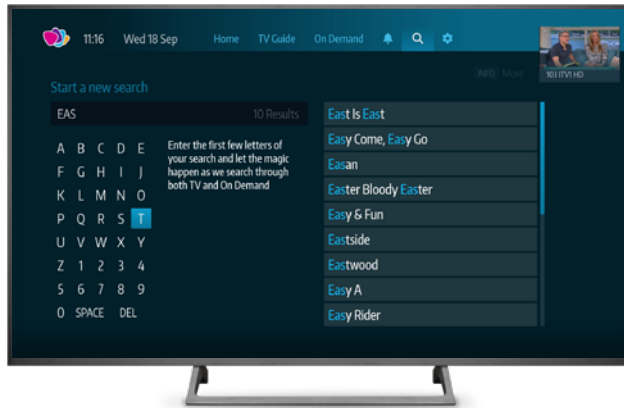 11:16 Wed 18 Sep Home TV Guide On Demand
INFO More
103 ITV1 HD
Start a new search
EAS 10 Results
A B C D E
F G H I J
K L M N O
P Q R S T
U V W X Y
Z 1 2 3 4
5 6 7 8 9
0 SPACE DEL
Enter the first few letters of
your search and let the magic
happen as we search through
both TV and On Demand
East Is East
Easy Come, Easy Go
Easan
Easter Bloody Easter
Easy & Fun
Eastside
Eastwood
Easy A
Easy Rider